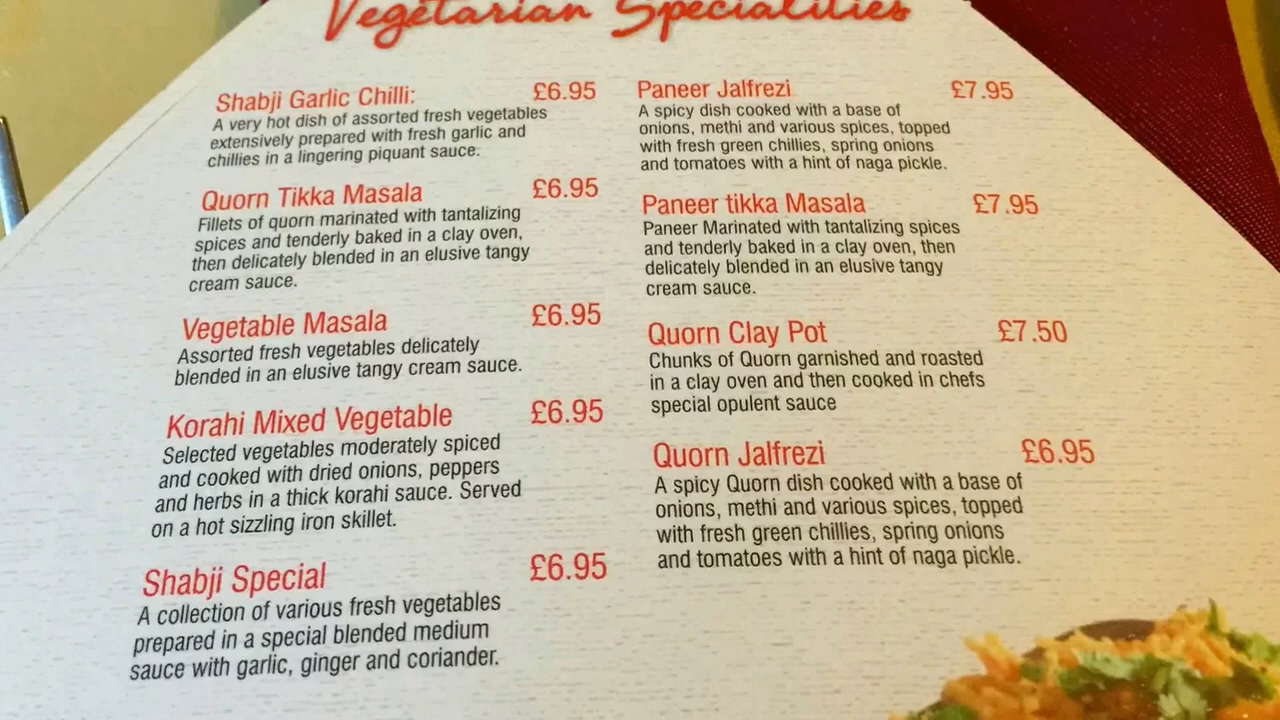 Vegetarian Specialities
Shabji Garlic Chilli: £6.95
A very hot dish of assorted fresh vegetables
extensively prepared with fresh garlic and
chillies in a lingering piquant sauce.
Quorn Tikka Masala £6.95
Fillets of quorn marinated with tantalizing
spices and tenderly baked in a clay oven,
then delicately blended in an elusive tangy
cream sauce.
Vegetable Masala £6.95
Assorted fresh vegetables delicately
blended in an elusive tangy cream sauce.
Korahi Mixed Vegetable £6.95
Selected vegetables moderately spiced
and cooked with dried onions, peppers
and herbs in a thick korahi sauce. Served
on a hot sizzling iron skillet.
Shabji Special £6.95
A collection of various fresh vegetables
prepared in a special blended medium
sauce with garlic, ginger and coriander.
Paneer Jalfrezi £7.95
A spicy dish cooked with a base of
onions, methi and various spices, topped
with fresh green chillies, spring onions
and tomatoes with a hint of naga pickle.
Paneer tikka Masala £7.95
Paneer Marinated with tantalizing spices
and tenderly baked in a clay oven, then
delicately blended in an elusive tangy
cream sauce.
Quorn Clay Pot £7.50
Chunks of Quorn garnished and roasted
in a clay oven and then cooked in chefs
special opulent sauce
Quorn Jalfrezi £6.95
A spicy Quorn dish cooked with a base of
onions, methi and various spices, topped
with fresh green chillies, spring onions
and tomatoes with a hint of naga pickle.